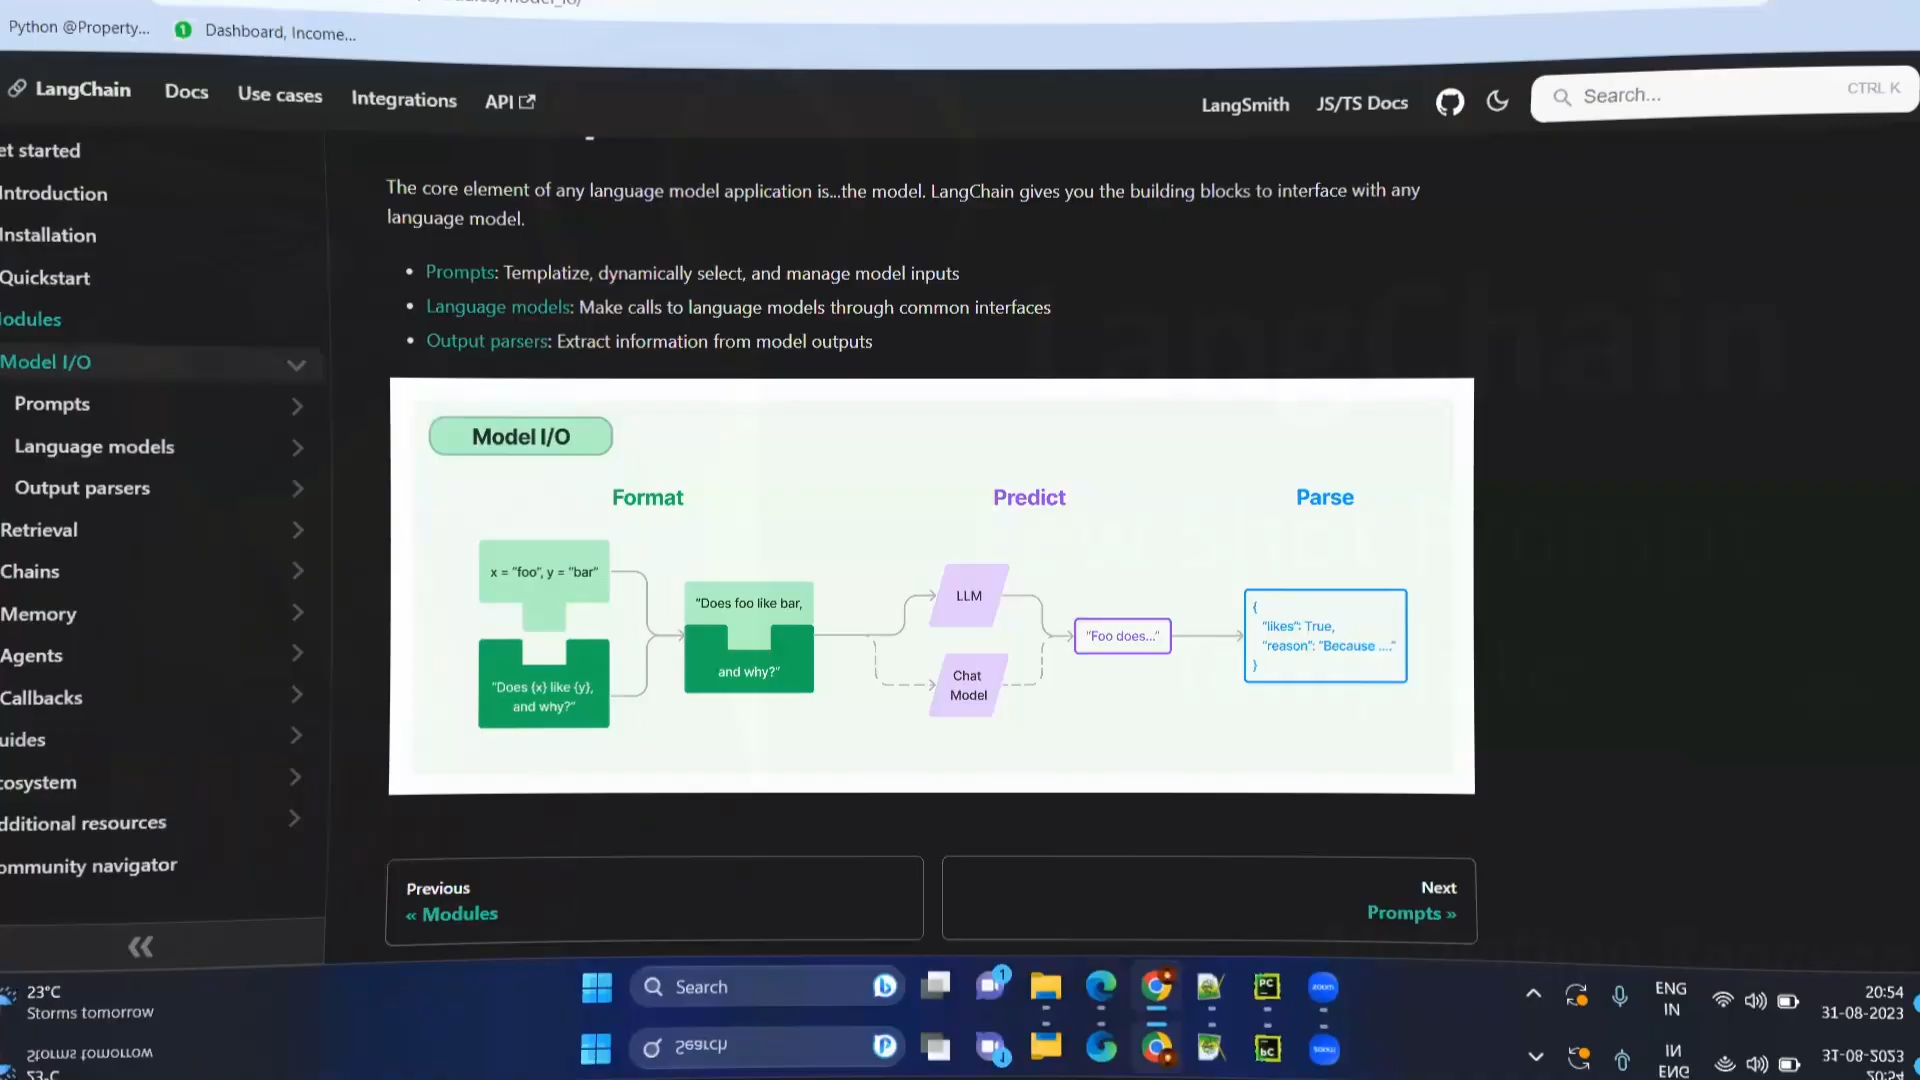 Python @Property...
Dashboard, Income...
LangChain
Docs
Use cases
Integrations
API
LangSmith
JS/TS Docs
Search...
CTRL K
et started
Introduction
Installation
Quickstart
odules
Model I/O
Prompts
Language models
Output parsers
Retrieval
Chains
Memory
Agents
Callbacks
uides
cosystem
dditional resources
ommunity navigator
The core element of any language model application is...the model. LangChain gives you the building blocks to interface with any
language model.
• Prompts: Templatize, dynamically select, and manage model inputs
• Language models: Make calls to language models through common interfaces
• Output parsers: Extract information from model outputs
Model I/O
Format
Predict
Parse
x = "foo", y = "bar"
"Does {x} like {y},
and why?"
"Does foo like bar,
and why?"
LLM
Chat
Model
"Foo does..."
{
"likes": True,
"reason": "Because ...."
}
Previous
« Modules
Next
Prompts »
23°C
Storms tomorrow
Search
1
PC
zoom
ENG
IN
20:54
31-08-2023